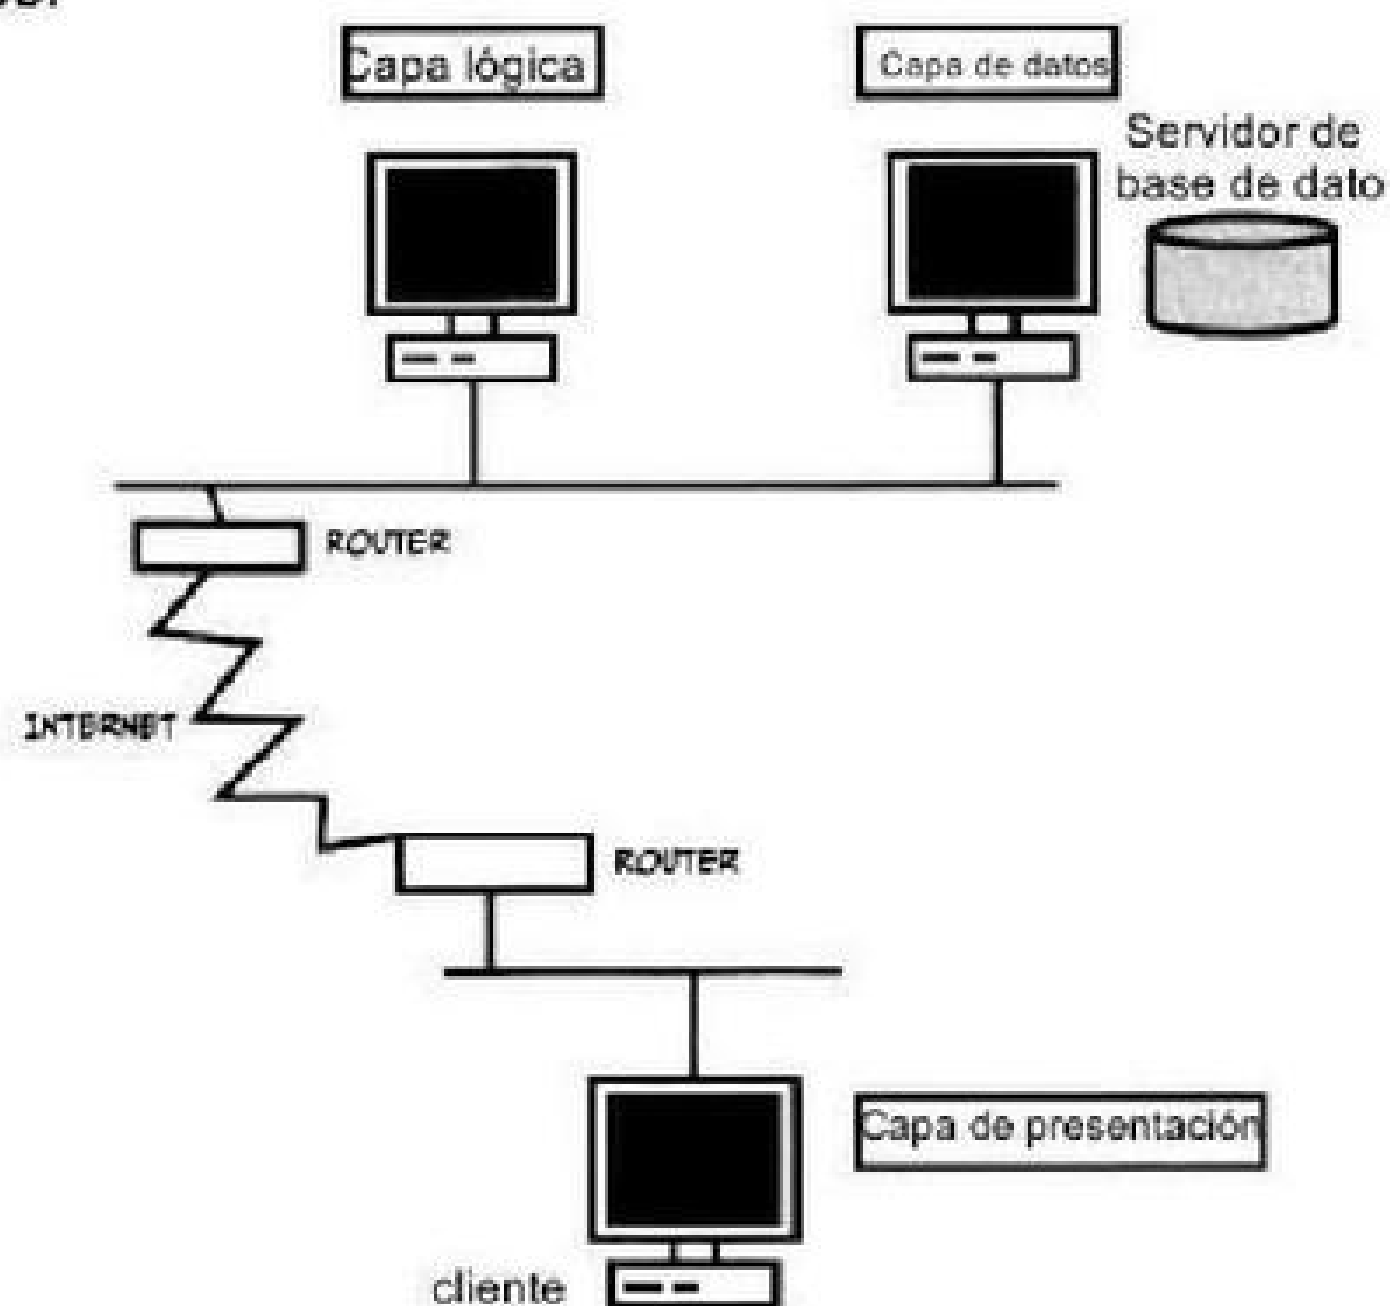 Capa lógica
Capa de datos
Servidor de
base de dato
ROUTER
INTERNET
ROUTER
Capa de presentación
cliente